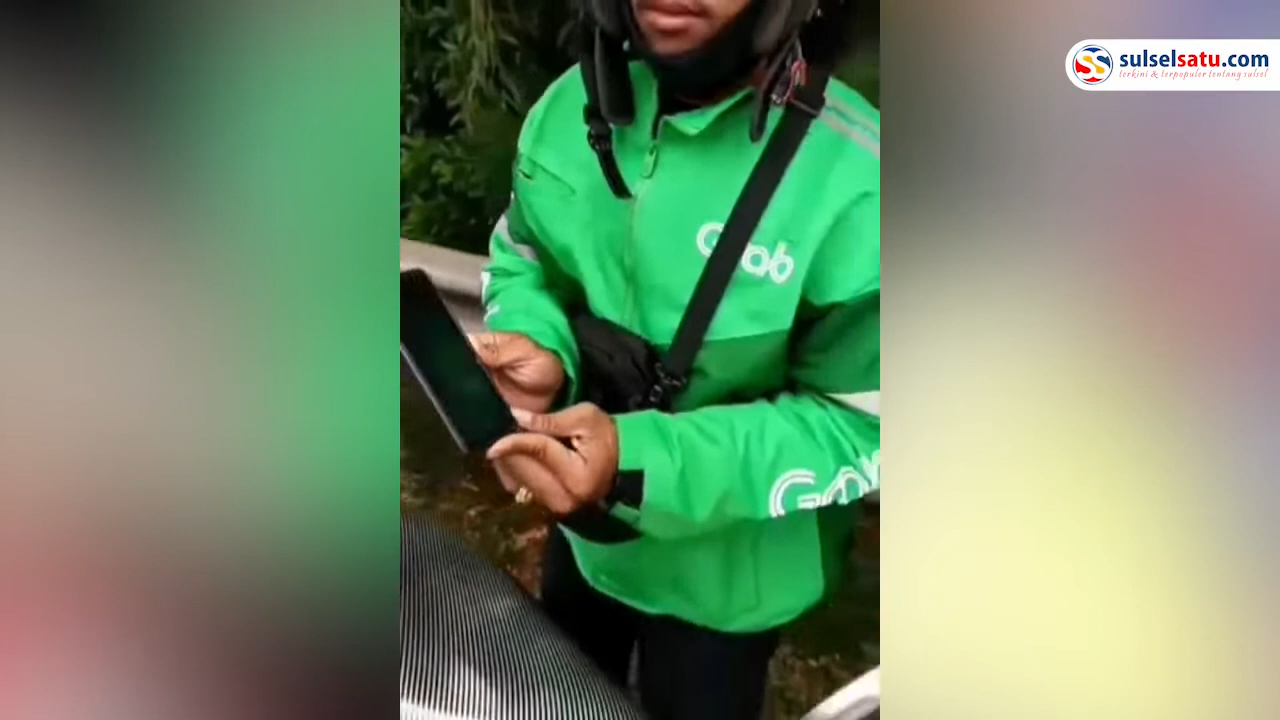 sulselsatu.com
terkini & terpopuler tentang sulsel
Grab
Grab